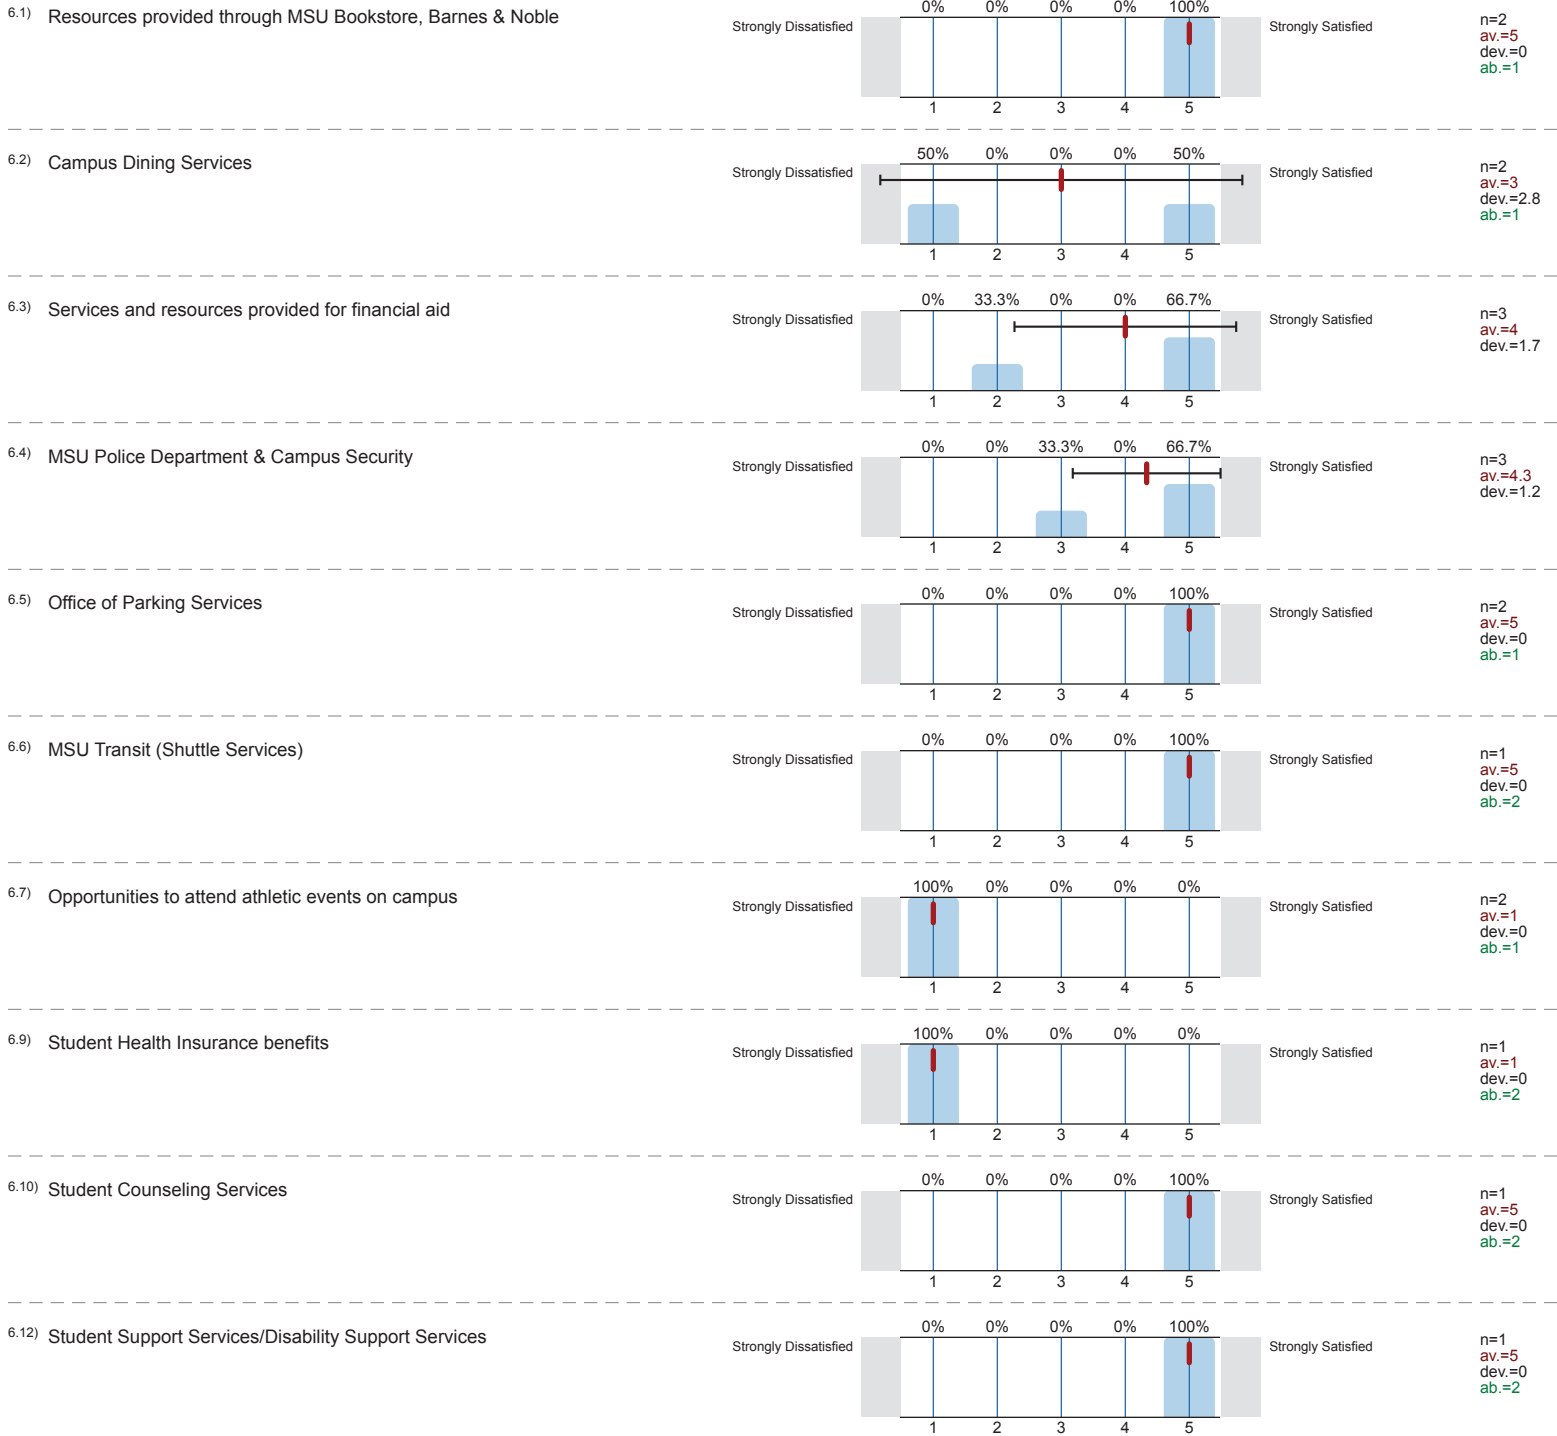 6.1) Resources provided through MSU Bookstore, Barnes & Noble
0% 0% 0% 0% 100%
Strongly Dissatisfied Strongly Satisfied
1 2 3 4 5
n=2
av.=5
dev.=0
ab.=1
6.2) Campus Dining Services
50% 0% 0% 0% 50%
Strongly Dissatisfied Strongly Satisfied
1 2 3 4 5
n=2
av.=3
dev.=2.8
ab.=1
6.3) Services and resources provided for financial aid
0% 33.3% 0% 0% 66.7%
Strongly Dissatisfied Strongly Satisfied
1 2 3 4 5
n=3
av.=4
dev.=1.7
6.4) MSU Police Department & Campus Security
0% 0% 33.3% 0% 66.7%
Strongly Dissatisfied Strongly Satisfied
1 2 3 4 5
n=3
av.=4.3
dev.=1.2
6.5) Office of Parking Services
0% 0% 0% 0% 100%
Strongly Dissatisfied Strongly Satisfied
1 2 3 4 5
n=2
av.=5
dev.=0
ab.=1
6.6) MSU Transit (Shuttle Services)
0% 0% 0% 0% 100%
Strongly Dissatisfied Strongly Satisfied
1 2 3 4 5
n=1
av.=5
dev.=0
ab.=2
6.7) Opportunities to attend athletic events on campus
100% 0% 0% 0% 0%
Strongly Dissatisfied Strongly Satisfied
1 2 3 4 5
n=2
av.=1
dev.=0
ab.=1
6.9) Student Health Insurance benefits
100% 0% 0% 0% 0%
Strongly Dissatisfied Strongly Satisfied
1 2 3 4 5
n=1
av.=1
dev.=0
ab.=2
6.10) Student Counseling Services
0% 0% 0% 0% 100%
Strongly Dissatisfied Strongly Satisfied
1 2 3 4 5
n=1
av.=5
dev.=0
ab.=2
6.12) Student Support Services/Disability Support Services
0% 0% 0% 0% 100%
Strongly Dissatisfied Strongly Satisfied
1 2 3 4 5
n=1
av.=5
dev.=0
ab.=2